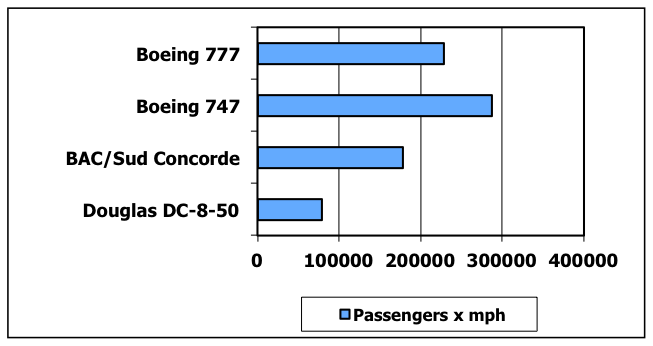 Boeing 777
Boeing 747
BAC/Sud Concorde
Douglas DC-8-50
0 100000 200000 300000 400000
Passengers x mph